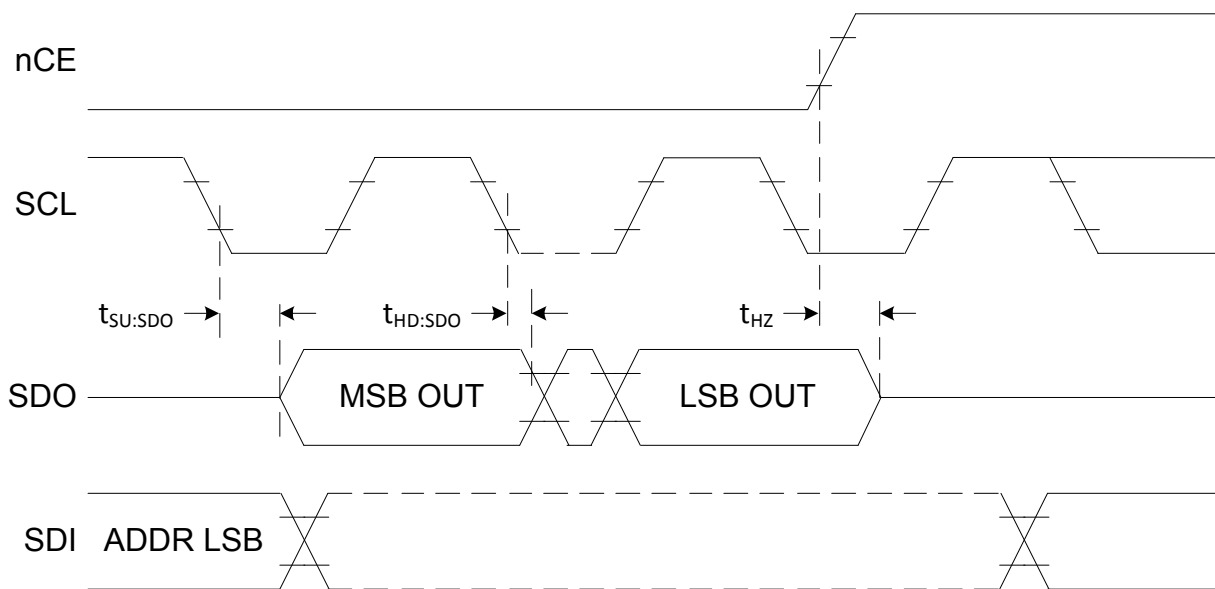 nCE
SCL
tSU:SDO
tHD:SDO
tHZ
SDO
MSB OUT
LSB OUT
SDI
ADDR LSB